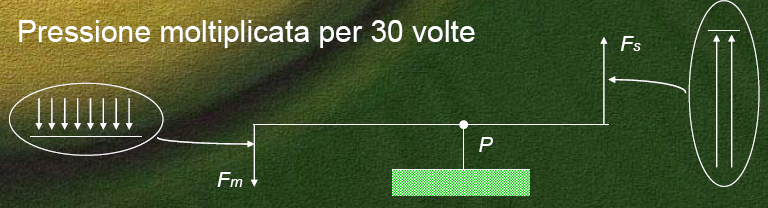 Pressione moltiplicata per 30 volte
Fs
P
Fm